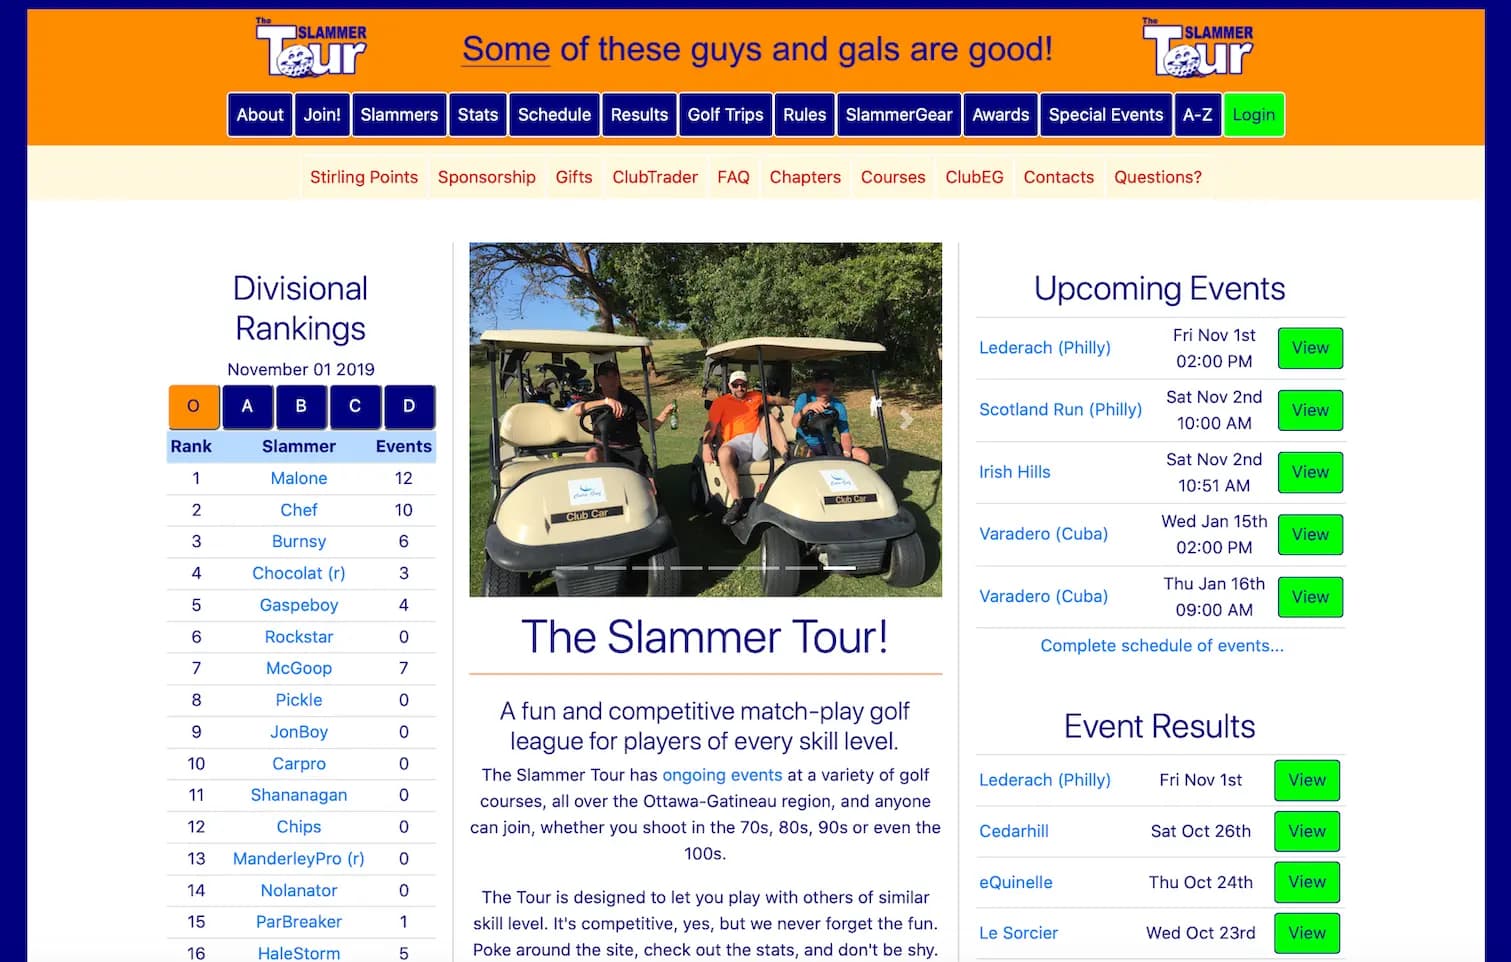 The
SLAMMER
Tour
Some of these guys and gals are good!
The
SLAMMER
Tour
About Join! Slammers Stats Schedule Results Golf Trips Rules SlammerGear Awards Special Events A-Z Login
Stirling Points Sponsorship Gifts ClubTrader FAQ Chapters Courses ClubEG Contacts Questions?
Divisional
Rankings
November 01 2019
O A B C D
Rank Slammer Events
1 Malone 12
2 Chef 10
3 Burnsy 6
4 Chocolat (r) 3
5 Gaspeboy 4
6 Rockstar 0
7 McGoop 7
8 Pickle 0
9 JonBoy 0
10 Carpro 0
11 Shananagan 0
12 Chips 0
13 ManderleyPro (r) 0
14 Nolanator 0
15 ParBreaker 1
16 HaleStorm 5
Club Car
Club Car
The Slammer Tour!
A fun and competitive match-play golf
league for players of every skill level.
The Slammer Tour has ongoing events at a variety of golf
courses, all over the Ottawa-Gatineau region, and anyone
can join, whether you shoot in the 70s, 80s, 90s or even the
100s.
The Tour is designed to let you play with others of similar
skill level. It's competitive, yes, but we never forget the fun.
Poke around the site, check out the stats, and don't be shy.
Upcoming Events
Lederach (Philly) Fri Nov 1st
02:00 PM View
Scotland Run (Philly) Sat Nov 2nd
10:00 AM View
Irish Hills Sat Nov 2nd
10:51 AM View
Varadero (Cuba) Wed Jan 15th
02:00 PM View
Varadero (Cuba) Thu Jan 16th
09:00 AM View
Complete schedule of events...
Event Results
Lederach (Philly) Fri Nov 1st View
Cedarhill Sat Oct 26th View
eQuinelle Thu Oct 24th View
Le Sorcier Wed Oct 23rd View